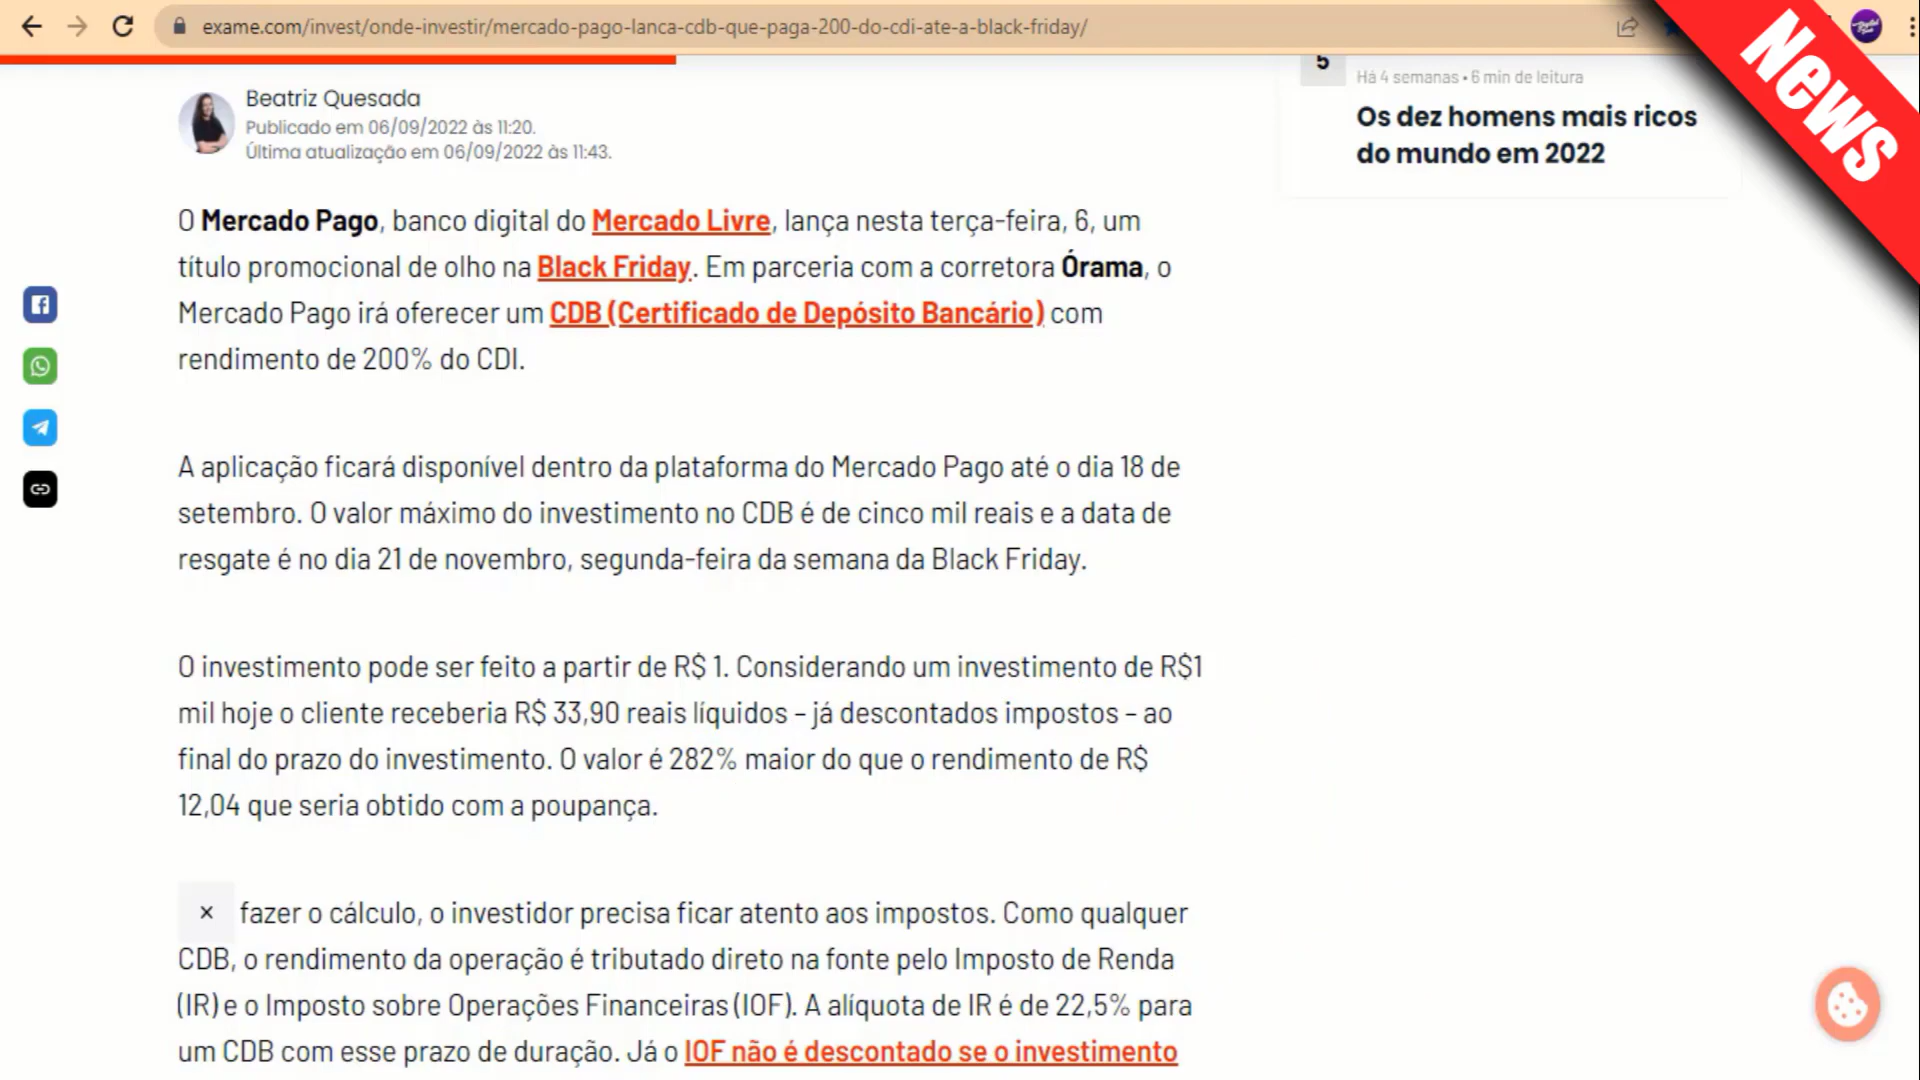 exame.com/invest/onde-investir/mercado-pago-lanca-cdb-que-paga-200-do-cdi-ate-a-black-friday/
News
5
Há 4 semanas • 6 min de leitura
Os dez homens mais ricos
do mundo em 2022
Beatriz Quesada
Publicado em 06/09/2022 às 11:20.
Última atualização em 06/09/2022 às 11:43.
O Mercado Pago, banco digital do Mercado Livre, lança nesta terça-feira, 6, um
título promocional de olho na Black Friday. Em parceria com a corretora Órama, o
Mercado Pago irá oferecer um CDB (Certificado de Depósito Bancário) com
rendimento de 200% do CDI.
A aplicação ficará disponível dentro da plataforma do Mercado Pago até o dia 18 de
setembro. O valor máximo do investimento no CDB é de cinco mil reais e a data de
resgate é no dia 21 de novembro, segunda-feira da semana da Black Friday.
O investimento pode ser feito a partir de R$ 1. Considerando um investimento de R$1
mil hoje o cliente receberia R$ 33,90 reais líquidos – já descontados impostos – ao
final do prazo do investimento. O valor é 282% maior do que o rendimento de R$
12,04 que seria obtido com a poupança.
× fazer o cálculo, o investidor precisa ficar atento aos impostos. Como qualquer
CDB, o rendimento da operação é tributado direto na fonte pelo Imposto de Renda
(IR) e o Imposto sobre Operações Financeiras (IOF). A alíquota de IR é de 22,5% para
um CDB com esse prazo de duração. Já o IOF não é descontado se o investimento